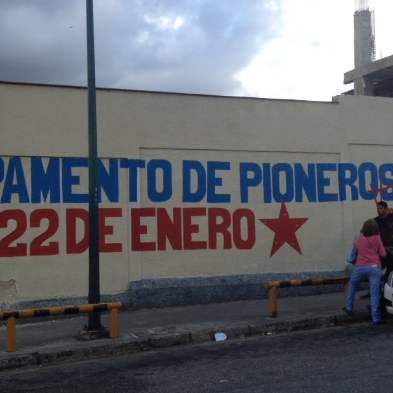 PAMENTO DE PIONEROS
22 DE ENERO